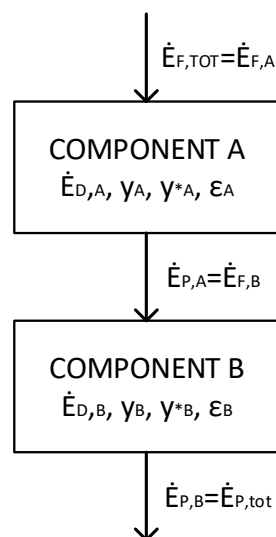 Ė_F,TOT=Ė_F,A
COMPONENT A
Ė_D,A, y_A, y*_A, ε_A
Ė_P,A=Ė_F,B
COMPONENT B
Ė_D,B, y_B, y*_B, ε_B
Ė_P,B=Ė_P,tot